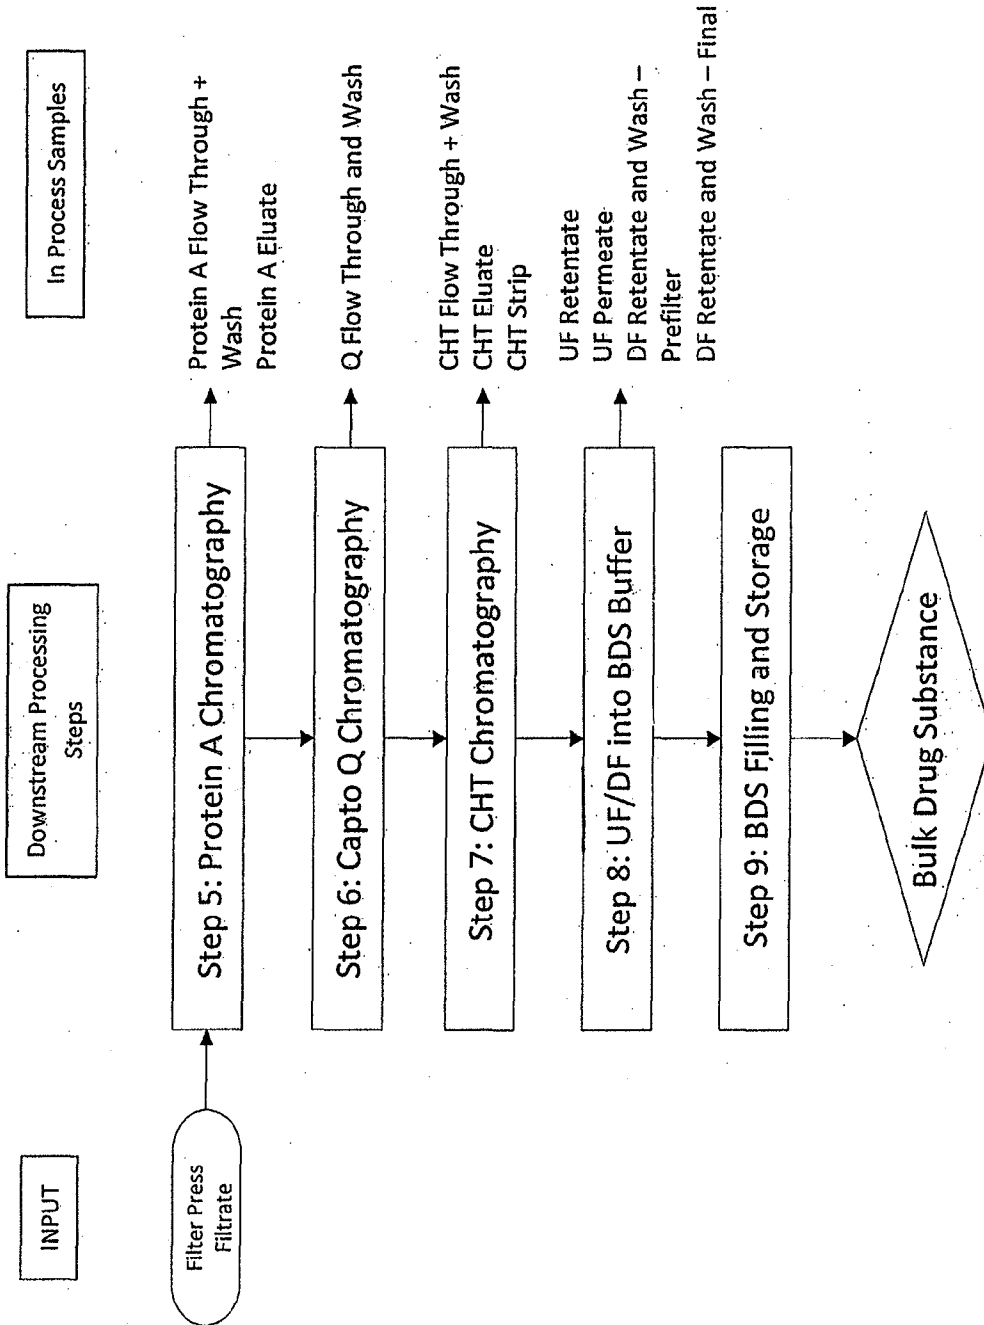 INPUT
Downstream Processing
Steps
In Process Samples
Filter Press
Filtrate
Step 5: Protein A Chromatography
Protein A Flow Through +
Wash
Protein A Eluate
Step 6: Capto Q Chromatography
Q Flow Through and Wash
Step 7: CHT Chromatography
CHT Flow Through + Wash
CHT Eluate
CHT Strip
Step 8: UF/DF into BDS Buffer
UF Retentate
UF Permeate
DF Retentate and Wash –
Prefilter
DF Retentate and Wash – Final
Step 9: BDS Filling and Storage
Bulk Drug Substance